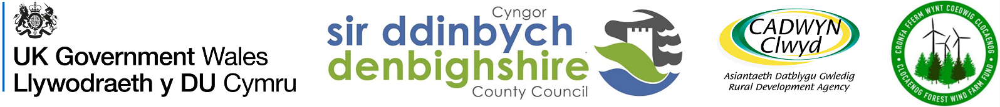 UK Government Wales
Llywodraeth y DU Cymru
Cyngor
sir ddinbych
denbighshire
County Council
CADWYN
Clwyd
Asiantaeth Datblygu Gwledig
Rural Development Agency
CRONFA FFERM WYNT COEDWIG CLOCAENOG
CLOCAENOG FOREST WIND FARM FUND